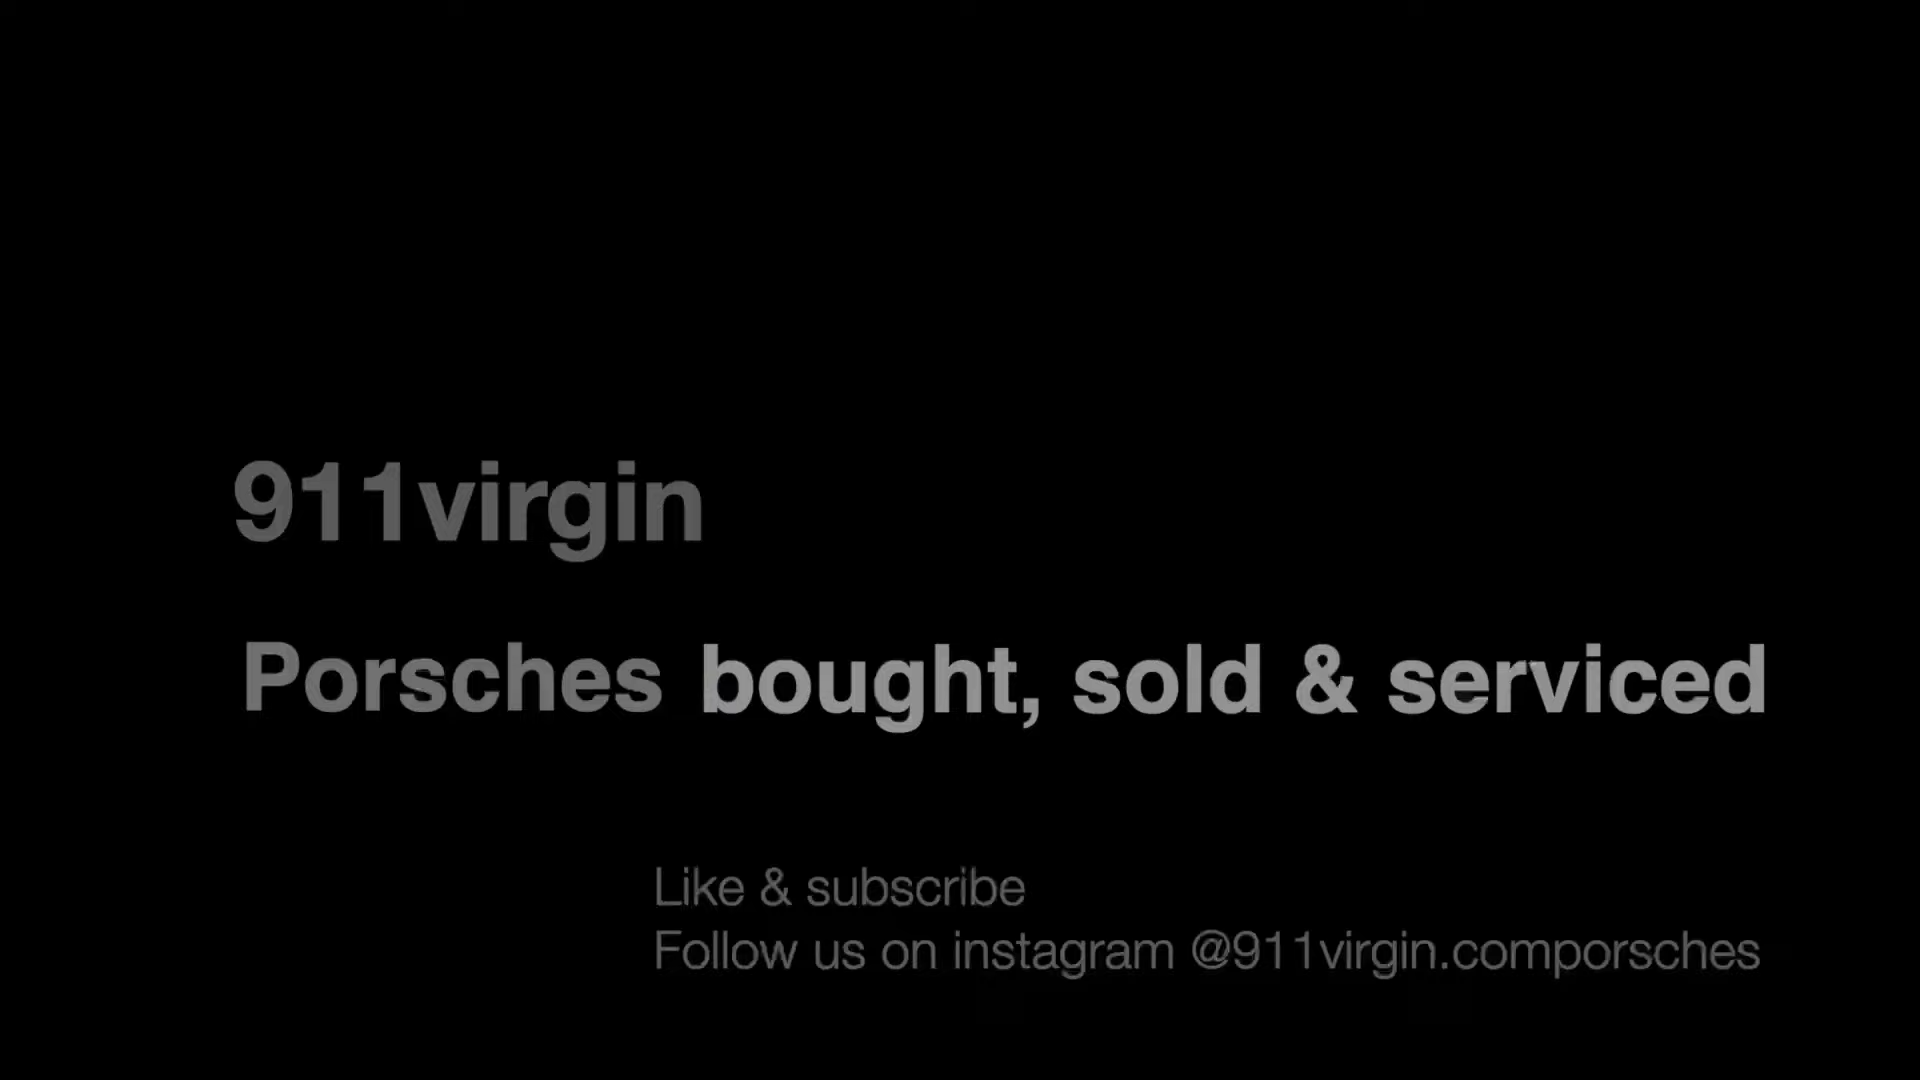 911virgin
Porsches bought, sold & serviced
Like & subscribe
Follow us on instagram @911virgin.comporsches